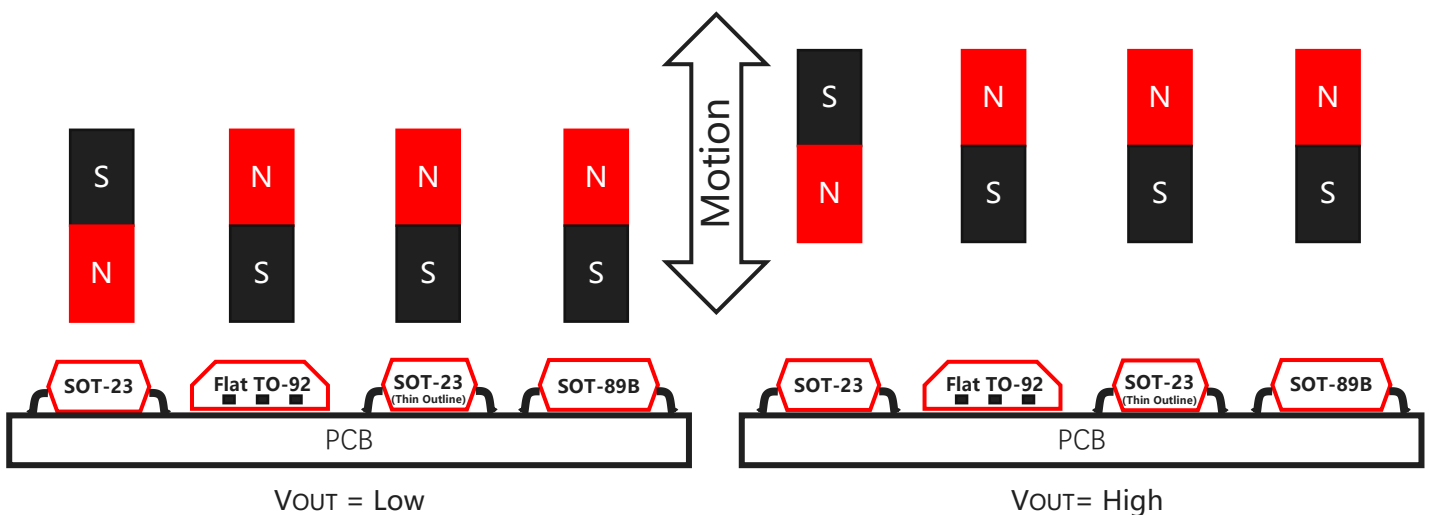 S N N N
N S S S
Motion
S N N N
N S S S
SOT-23 Flat TO-92 SOT-23 SOT-89B
(Thin Outline)
PCB
VOUT = Low
SOT-23 Flat TO-92 SOT-23 SOT-89B
(Thin Outline)
PCB
VOUT= High